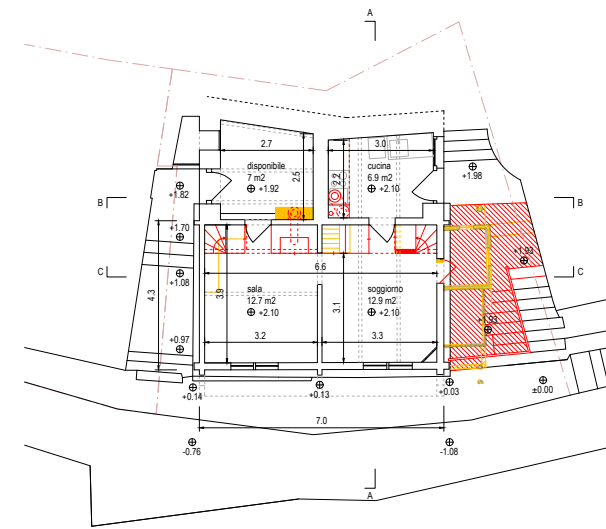 A
2.7
3.0
disponibile
7 m2
+1.92
2.5
2.2
cucina
6.9 m2
+2.10
+1.98
+1.82
B
B
+1.70
+1.93
C
C
6.6
+1.08
4.3
3.9
sala
12.7 m2
+2.10
3.1
soggiorno
12.9 m2
+2.10
+1.93
3.2
3.3
+0.97
+0.14
+0.13
+0.03
±0.00
7.0
-0.76
-1.08
A